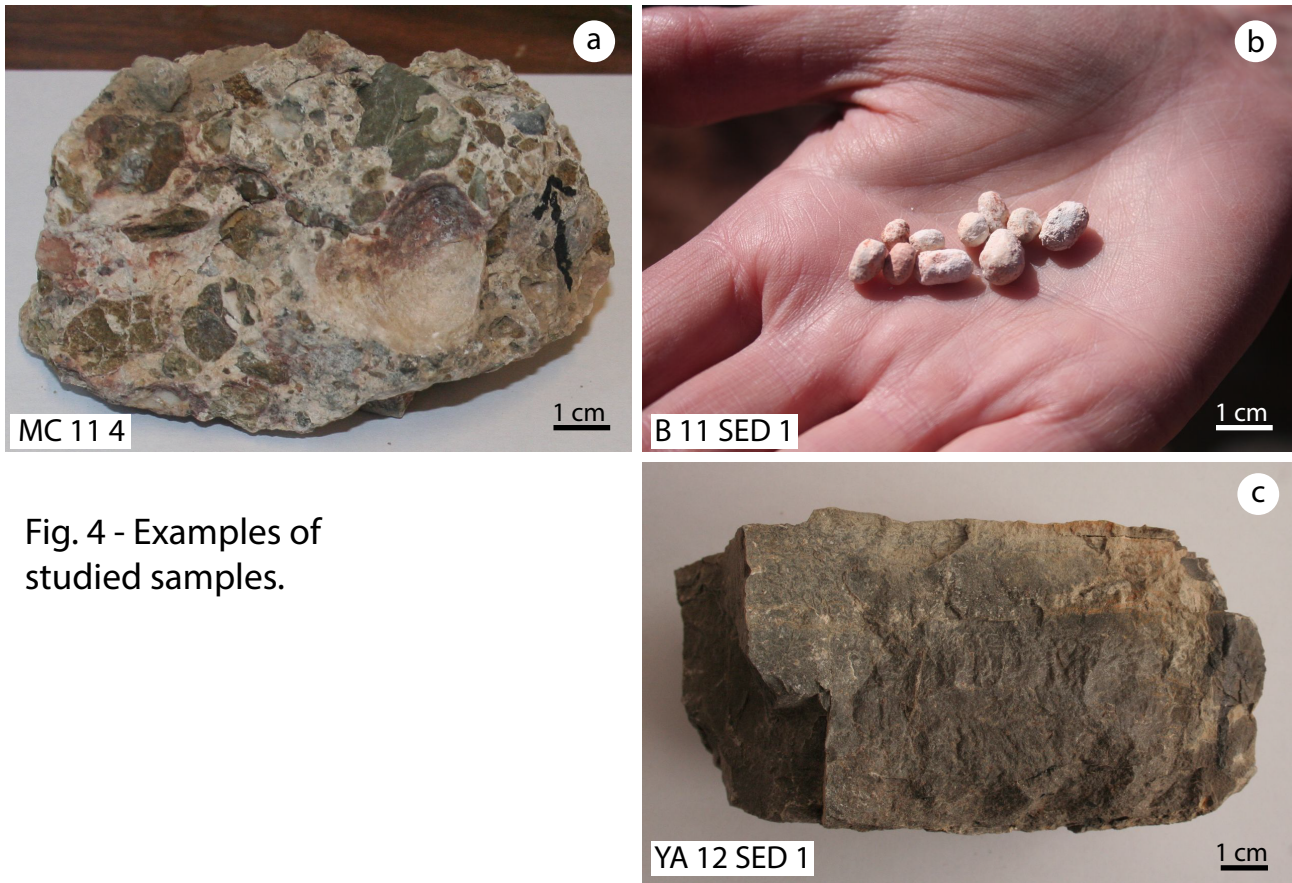 a
MC 11 4
1 cm
b
B 11 SED 1
1 cm
Fig. 4 - Examples of
studied samples.
c
YA 12 SED 1
1 cm